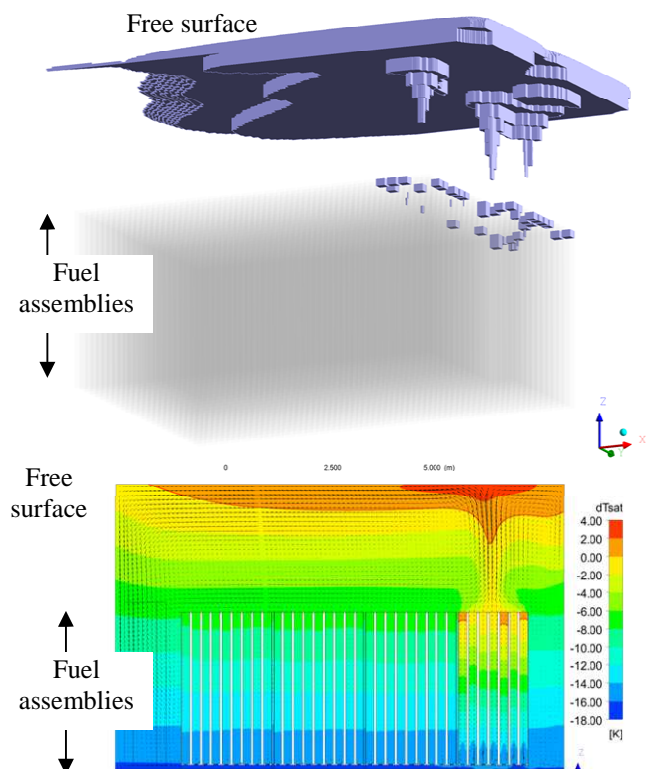 Free surface
Fuel
assemblies
Z
X
Y
0 2.500 5.000 (m)
Free
surface
dTsat
4.00
2.00
0.00
-2.00
-4.00
-6.00
-8.00
-10.00
-12.00
-14.00
-16.00
-18.00
[K]
Fuel
assemblies
Z